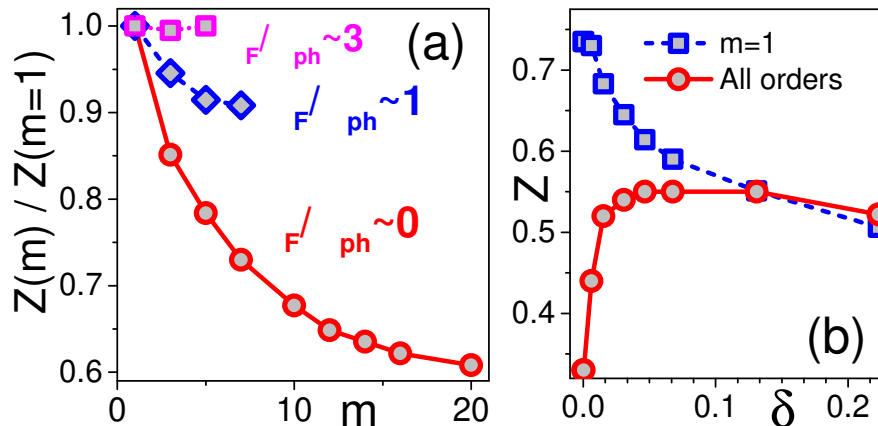 1.0
0.9
0.8
0.7
0.6
0
10
20
m
Z(m) / Z(m=1)
(a)
F/ ph~3
F/ ph~1
F/ ph~0
0.7
0.6
0.5
0.4
0.0
0.1
0.2
δ
Z
m=1
All orders
(b)